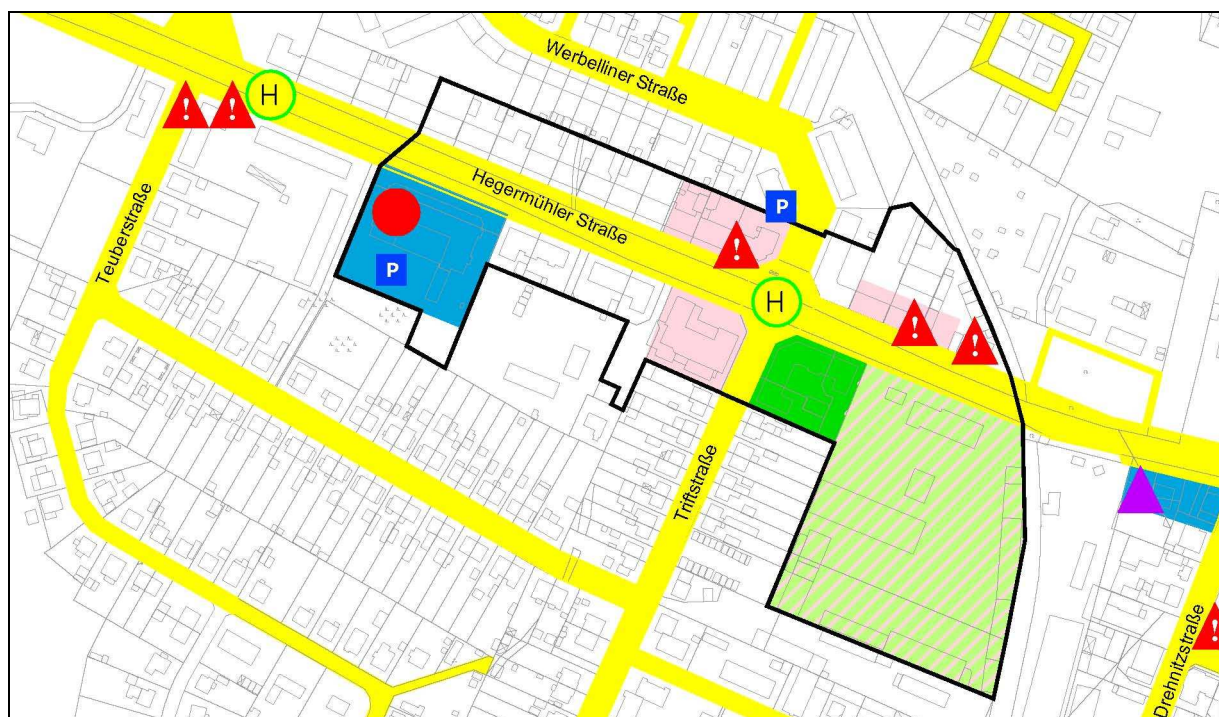 Werbelliner Straße
!
!
H
Teuberstraße
Hegermühler Straße
P
P
!
H
!
!
Triftstraße
Drehnitzstraße
!